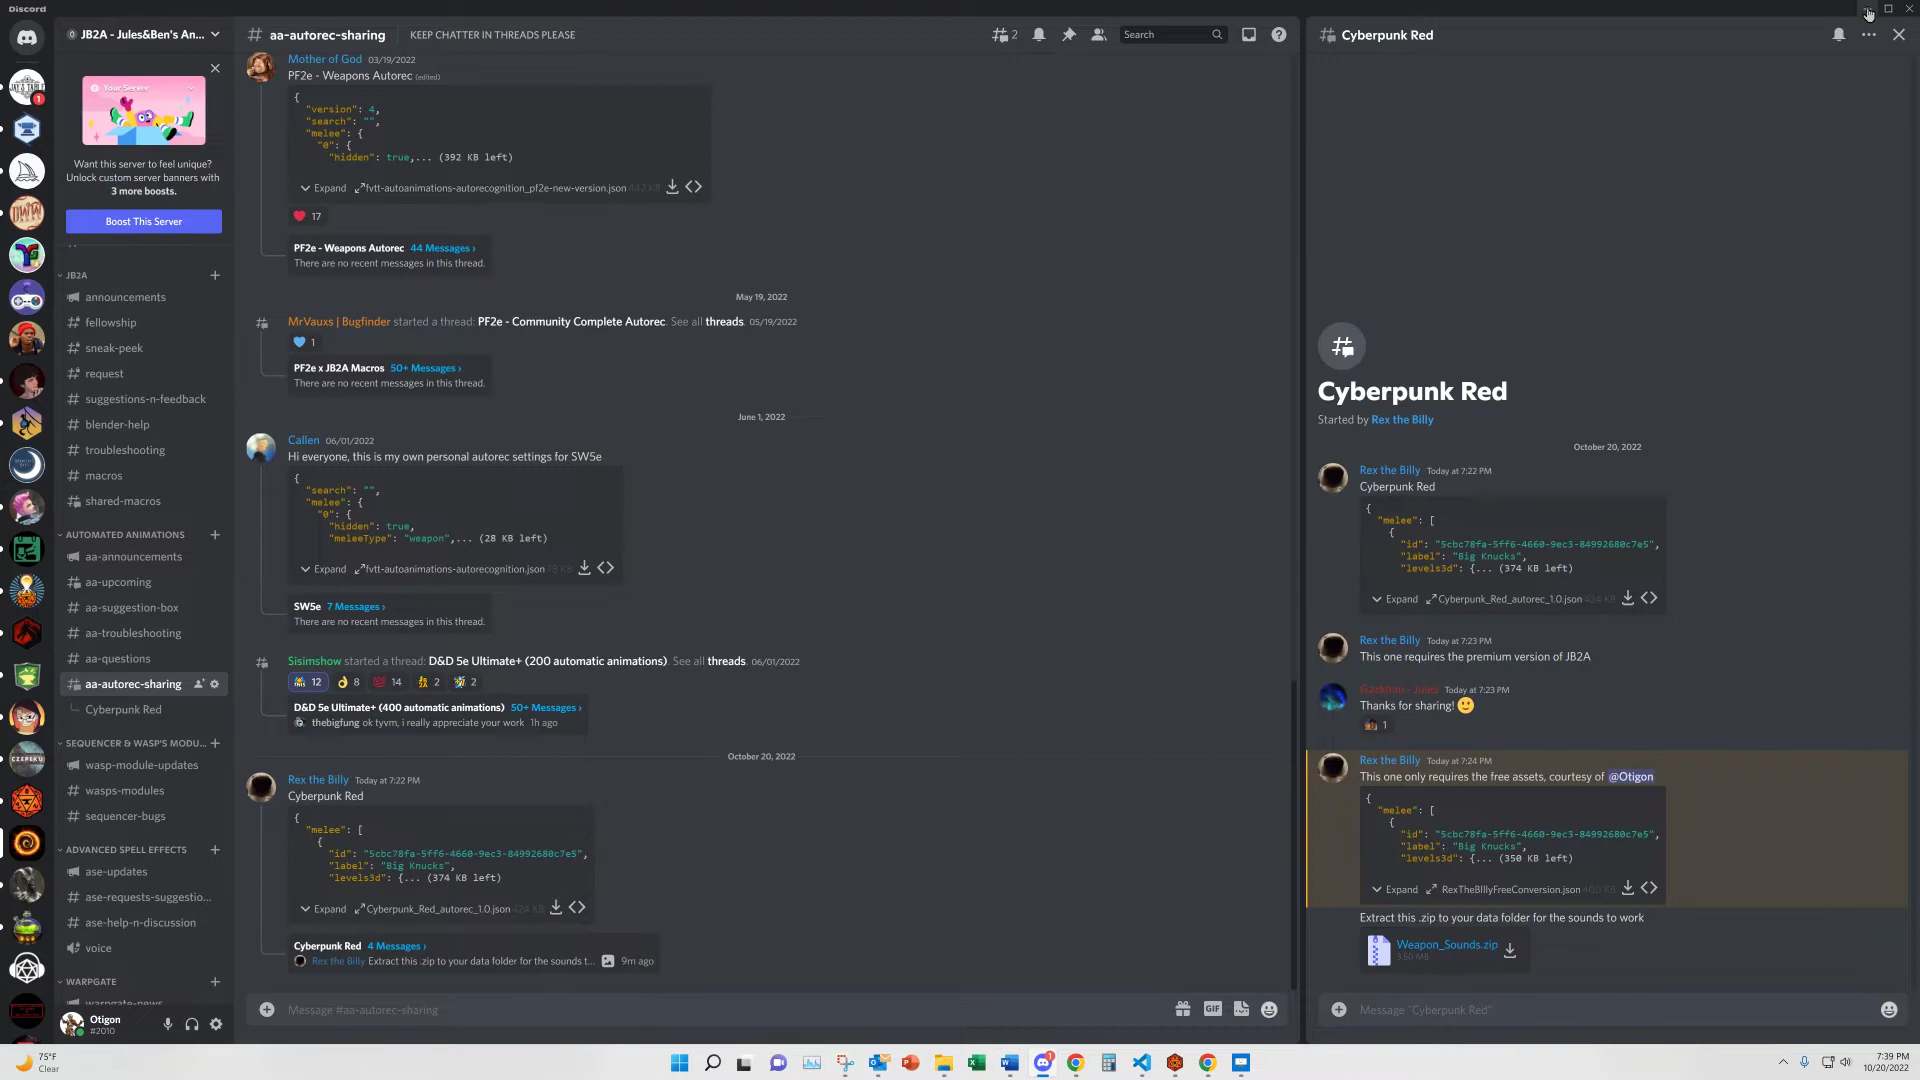 Discord
JB2A - Jules&Ben's An...
Your Server
Want this server to feel unique?
Unlock custom server banners with
3 more boosts.
Boost This Server
JB2A
announcements
fellowship
sneak-peek
request
suggestions-n-feedback
blender-help
troubleshooting
macros
shared-macros
AUTOMATED ANIMATIONS
aa-announcements
aa-upcoming
aa-suggestion-box
aa-troubleshooting
aa-questions
aa-autorec-sharing
Cyberpunk Red
SEQUENCER & WASP'S MODU...
wasp-module-updates
wasps-modules
sequencer-bugs
ADVANCED SPELL EFFECTS
ase-updates
ase-requests-suggestio...
ase-help-n-discussion
voice
WARPGATE
warpgate-news
Otigon
#2010
aa-autorec-sharing
KEEP CHATTER IN THREADS PLEASE
2
Search
Mother of God 03/19/2022
PF2e - Weapons Autorec (edited)
{
"version": 4,
"search": "",
"melee": {
"0": {
"hidden": true,... (392 KB left)
Expand fvtt-autoanimations-autorecognition_pf2e-new-version.json 442 KB
17
PF2e - Weapons Autorec 44 Messages ›
There are no recent messages in this thread.
May 19, 2022
MrVauxs | Bugfinder started a thread: PF2e - Community Complete Autorec. See all threads. 05/19/2022
1
PF2e x JB2A Macros 50+ Messages ›
There are no recent messages in this thread.
June 1, 2022
Callen 06/01/2022
Hi everyone, this is my own personal autorec settings for SW5e
{
"search": "",
"melee": {
"0": {
"hidden": true,
"meleeType": "weapon",... (28 KB left)
Expand fvtt-autoanimations-autorecognition.json
SW5e 7 Messages ›
There are no recent messages in this thread.
Sisimshow started a thread: D&D 5e Ultimate+ (200 automatic animations). See all threads. 06/01/2022
12 8 14 2 2
D&D 5e Ultimate+ (400 automatic animations) 50+ Messages ›
thebigfung ok tyvm, i really appreciate your work 1h ago
October 20, 2022
Rex the Billy Today at 7:22 PM
Cyberpunk Red
{
"melee": [
{
"id": "5cbc78fa-5ff6-4660-9ec3-84992680c7e5",
"label": "Big Knucks",
"levels3d": {... (374 KB left)
Expand Cyberpunk_Red_autorec_1.0.json 424 KB
Cyberpunk Red 4 Messages ›
Rex the Billy Extract this .zip to your data folder for the sounds t... 9m ago
Message #aa-autorec-sharing
GIF
Cyberpunk Red
Cyberpunk Red
Started by Rex the Billy
October 20, 2022
Rex the Billy Today at 7:22 PM
Cyberpunk Red
{
"melee": [
{
"id": "5cbc78fa-5ff6-4660-9ec3-84992680c7e5",
"label": "Big Knucks",
"levels3d": {... (374 KB left)
Expand Cyberpunk_Red_autorec_1.0.json 424 KB
Rex the Billy Today at 7:23 PM
This one requires the premium version of JB2A
Today at 7:23 PM
Thanks for sharing!
1
Rex the Billy Today at 7:24 PM
This one only requires the free assets, courtesy of @Otigon
{
"melee": [
{
"id": "5cbc78fa-5ff6-4660-9ec3-84992680c7e5",
"label": "Big Knucks",
"levels3d": {... (350 KB left)
Expand RexTheBIllyFreeConversion.json 400 KB
Extract this .zip to your data folder for the sounds to work
Weapon_Sounds.zip
3.50 MB
Message "Cyberpunk Red"
75°F
Clear
7:39 PM
10/20/2022